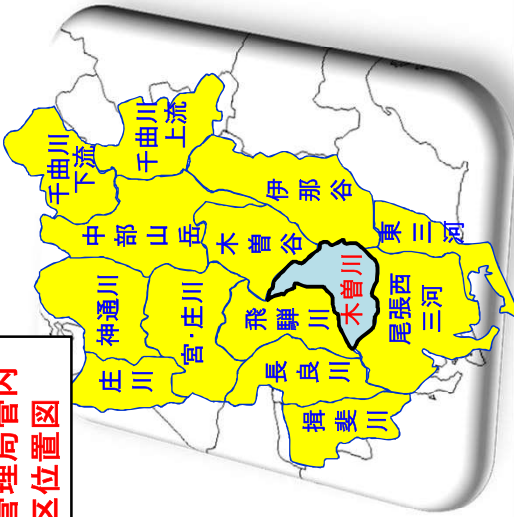 管理局管内
区位置図
千曲川
下流
千曲川
上流
中部山岳
木曽谷
伊那谷
東三河
神通川
宮・庄川
飛騨川
木曽川
尾張西
三河
庄川
長良川
揖斐川